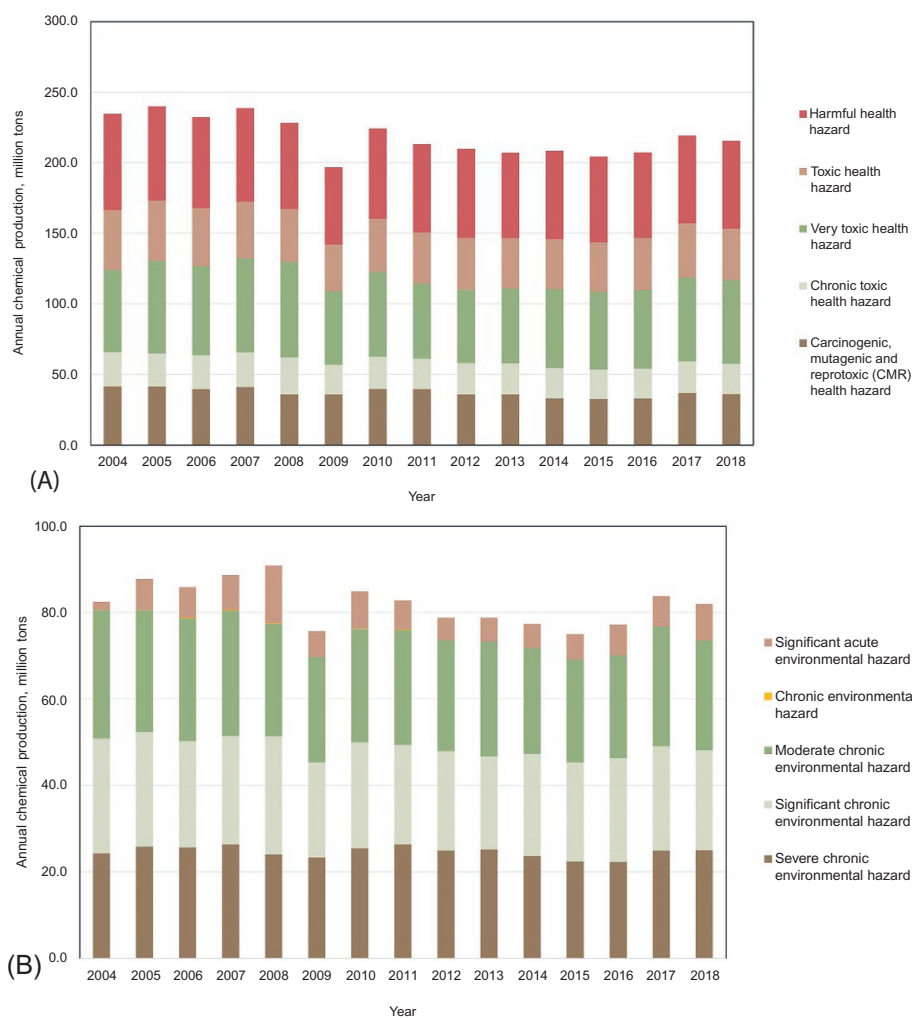 300.0
250.0
200.0
150.0
100.0
50.0
0.0
Annual chemical production, million tons
2004 2005 2006 2007 2008 2009 2010 2011 2012 2013 2014 2015 2016 2017 2018
Year
(A)
Harmful health
hazard
Toxic health
hazard
Very toxic health
hazard
Chronic toxic
health hazard
Carcinogenic,
mutagenic and
reprotoxic (CMR)
health hazard
100.0
80.0
60.0
40.0
20.0
0.0
Annual chemical production, million tons
2004 2005 2006 2007 2008 2009 2010 2011 2012 2013 2014 2015 2016 2017 2018
Year
(B)
Significant acute
environmental hazard
Chronic environmenta
hazard
Moderate chronic
environmental hazard
Significant chronic
environmental hazard
Severe chronic
environmental hazard